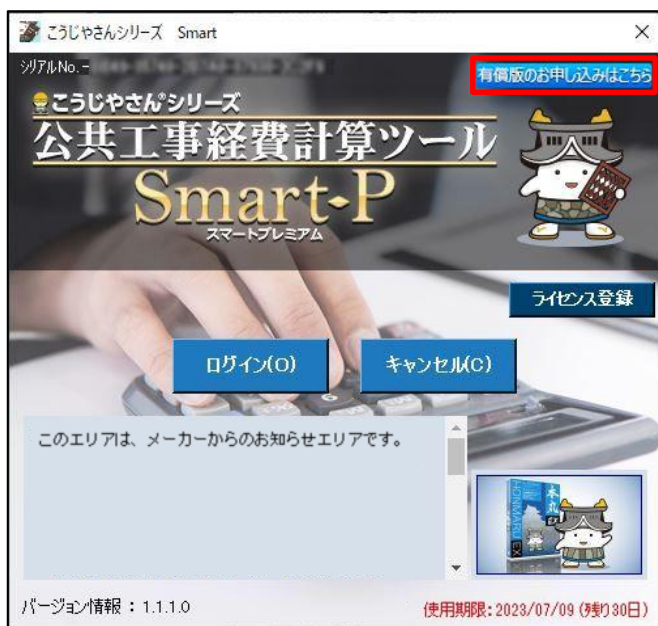 こうじやさんシリーズ Smart
シリアルNo.-
有償版のお申し込みはこちら
こうじやさん®シリーズ
公共工事経費計算ツール
Smart-P
スマートプレミアム
ライセンス登録
ログイン(O)
キャンセル(C)
このエリアは、メーカーからのお知らせエリアです。
本丸
EX
HONMARU EX
バージョン情報：1.1.1.0
(使用期限：2023/07/09 (残り30日)